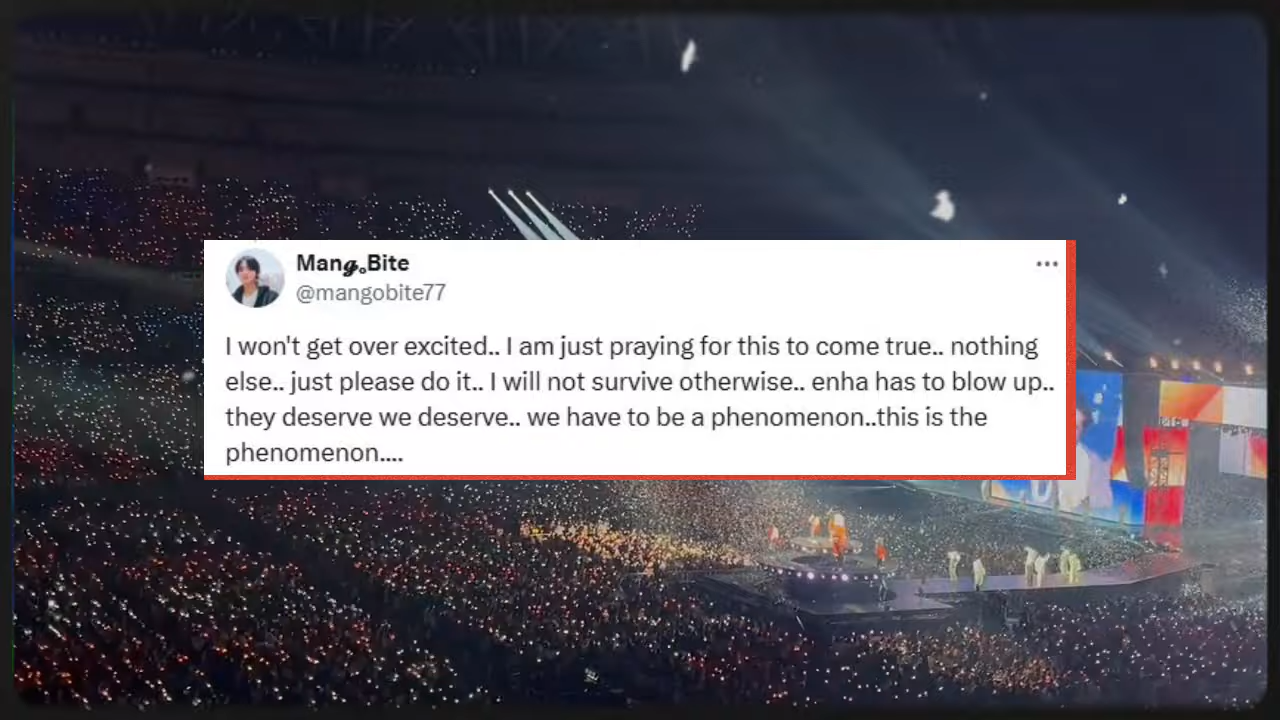 Mang。Bite
@mangobite77
I won't get over excited.. I am just praying for this to come true.. nothing
else.. just please do it.. I will not survive otherwise.. enha has to blow up..
they deserve we deserve.. we have to be a phenomenon..this is the
phenomenon....